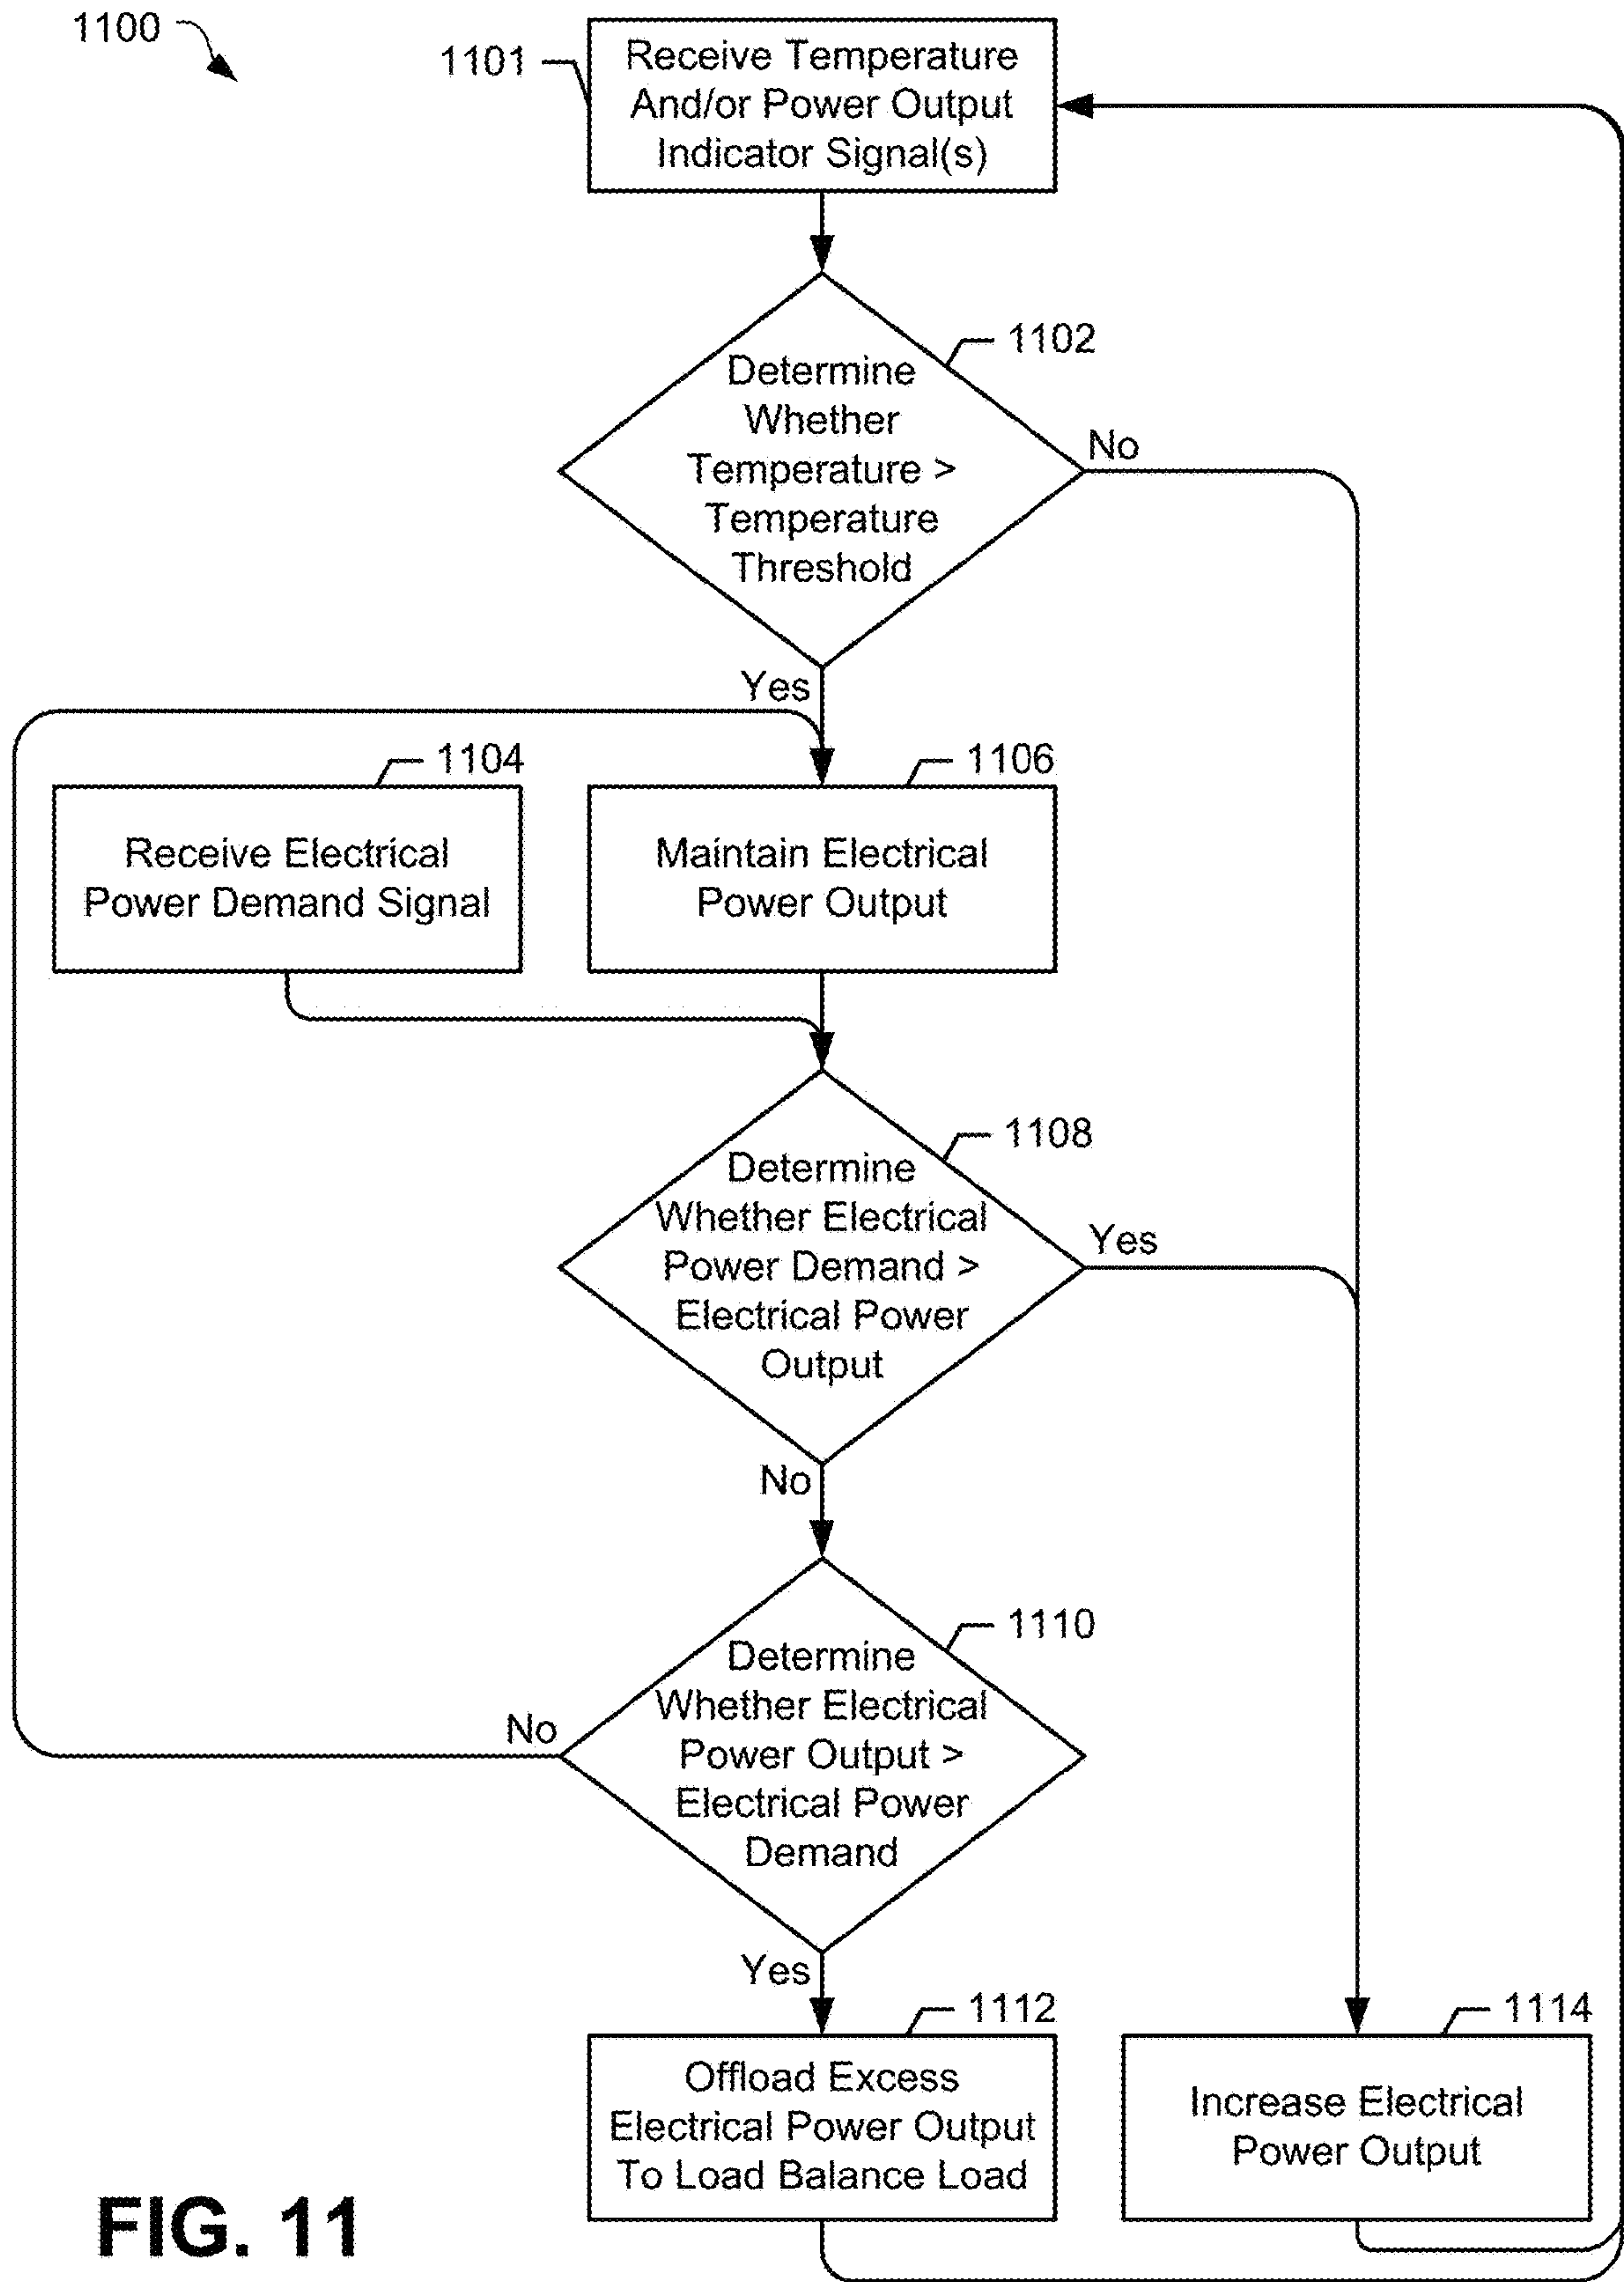 1100
1101
Receive Temperature
And/or Power Output
Indicator Signal(s)
1102
Determine
Whether
Temperature >
Temperature
Threshold
No
Yes
1104
Receive Electrical
Power Demand Signal
1106
Maintain Electrical
Power Output
1108
Determine
Whether Electrical
Power Demand >
Electrical Power
Output
Yes
No
1110
Determine
Whether Electrical
Power Output >
Electrical Power
Demand
No
Yes
1112
Offload Excess
Electrical Power Output
To Load Balance Load
1114
Increase Electrical
Power Output
FIG. 11